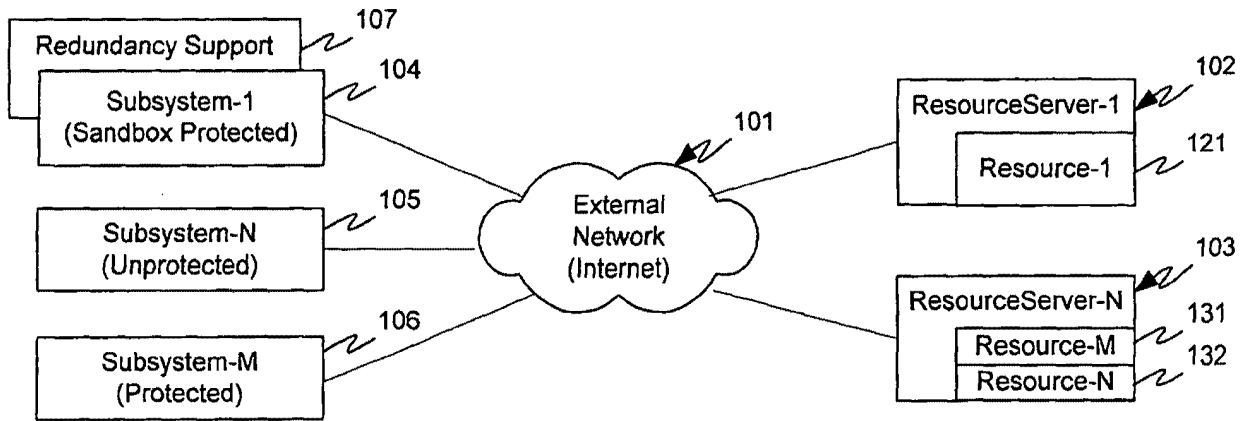 107
Redundancy Support
104
Subsystem-1
(Sandbox Protected)
105
Subsystem-N
(Unprotected)
106
Subsystem-M
(Protected)
101
External
Network
(Internet)
102
ResourceServer-1
121
Resource-1
103
ResourceServer-N
131
Resource-M
132
Resource-N